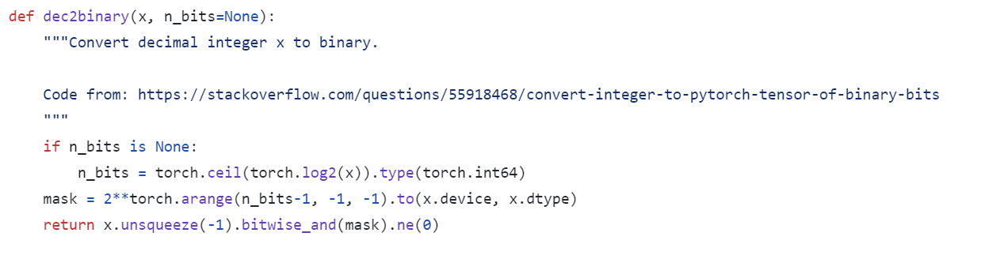 def dec2binary(x, n_bits=None):
    """Convert decimal integer x to binary.
    Code from: https://stackoverflow.com/questions/55918468/convert-integer-to-pytorch-tensor-of-binary-bits
    """
    if n_bits is None:
        n_bits = torch.ceil(torch.log2(x)).type(torch.int64)
    mask = 2**torch.arange(n_bits-1, -1, -1).to(x.device, x.dtype)
    return x.unsqueeze(-1).bitwise_and(mask).ne(0)